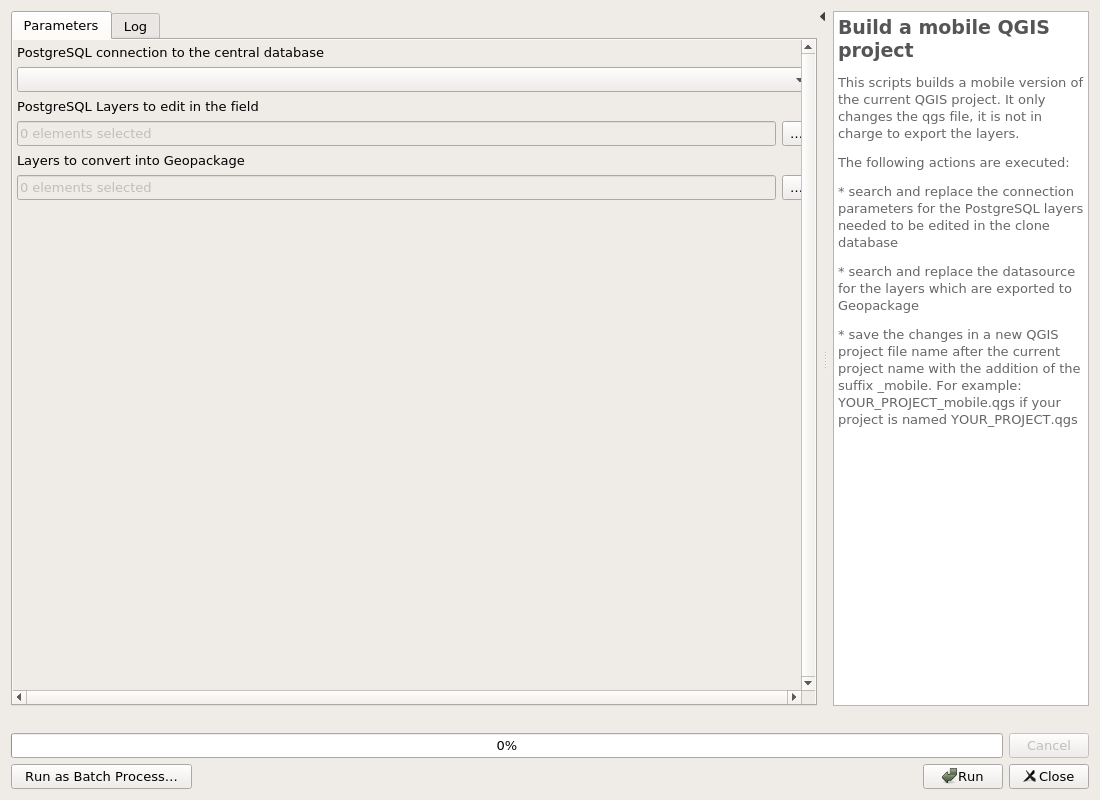 Parameters
Log
PostgreSQL connection to the central database
PostgreSQL Layers to edit in the field
0 elements selected
...
Layers to convert into Geopackage
0 elements selected
...
Build a mobile QGIS
project
This scripts builds a mobile version of
the current QGIS project. It only
changes the qgs file, it is not in
charge to export the layers.
The following actions are executed:
* search and replace the connection
parameters for the PostgreSQL layers
needed to be edited in the clone
database
* search and replace the datasource
for the layers which are exported to
Geopackage
* save the changes in a new QGIS
project file name after the current
project name with the addition of the
suffix _mobile. For example:
YOUR_PROJECT_mobile.qgs if your
project is named YOUR_PROJECT.qgs
0%
Cancel
Run as Batch Process...
Run
Close